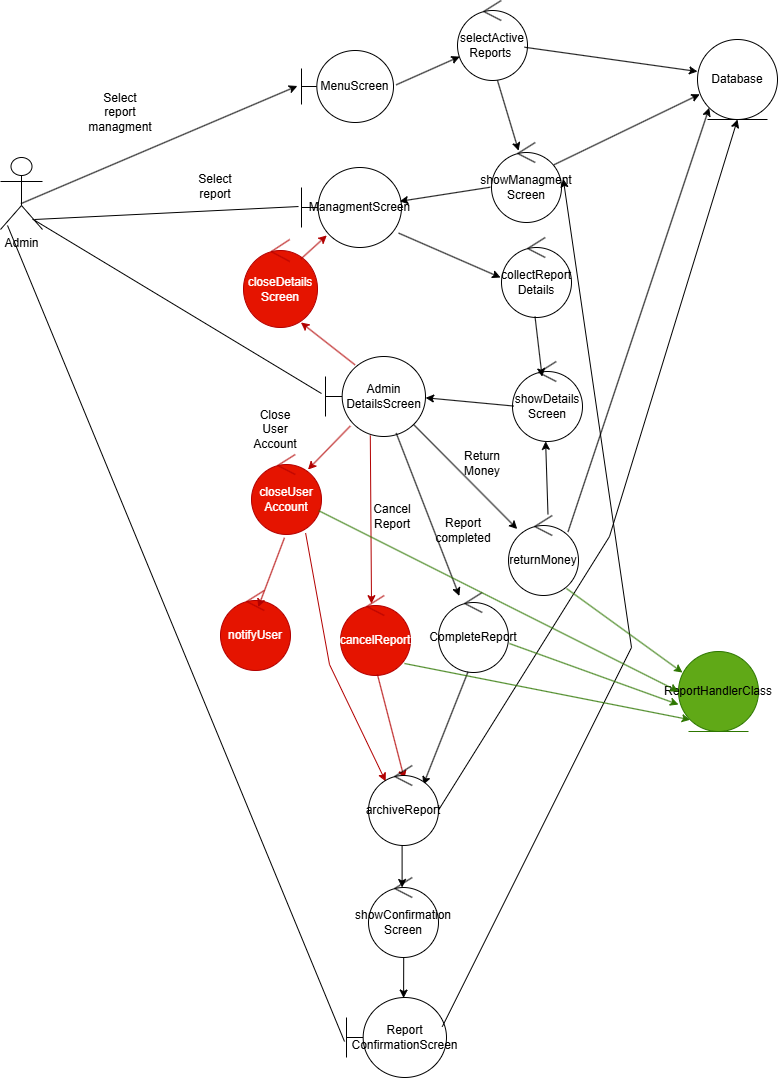 selectActive
Reports
Database
MenuScreen
Select
report
managment
showManagment
Screen
Select
report
ManagmentScreen
Admin
closeDetails
Screen
collectReport
Details
Admin
DetailsScreen
showDetails
Screen
Close
User
Account
Return
Money
closeUser
Account
Cancel
Report
Report
completed
returnMoney
notifyUser
cancelReport
CompleteReport
ReportHandlerClass
archiveReport
showConfirmation
Screen
Report
ConfirmationScreen